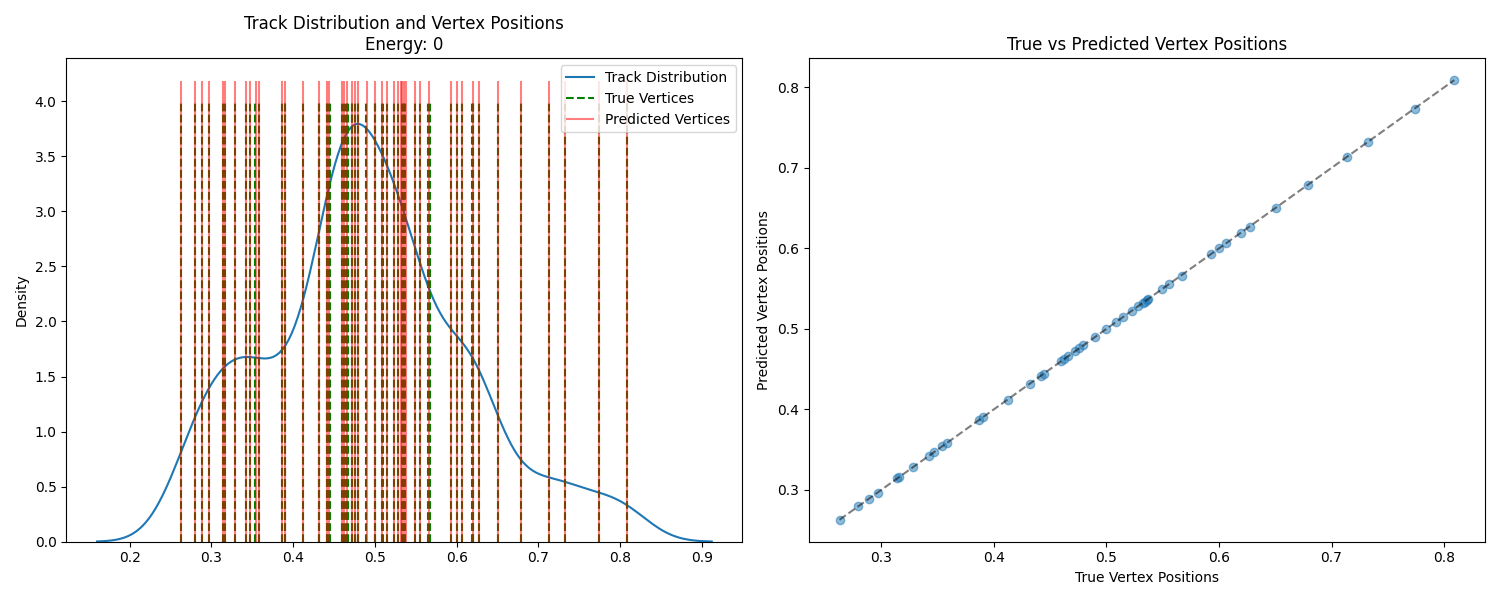 Track Distribution and Vertex Positions
Energy: 0
Track Distribution
True Vertices
Predicted Vertices
Density
4.0
3.5
3.0
2.5
2.0
1.5
1.0
0.5
0.0
0.2 0.3 0.4 0.5 0.6 0.7 0.8 0.9
True vs Predicted Vertex Positions
Predicted Vertex Positions
0.8
0.7
0.6
0.5
0.4
0.3
0.3 0.4 0.5 0.6 0.7 0.8
True Vertex Positions